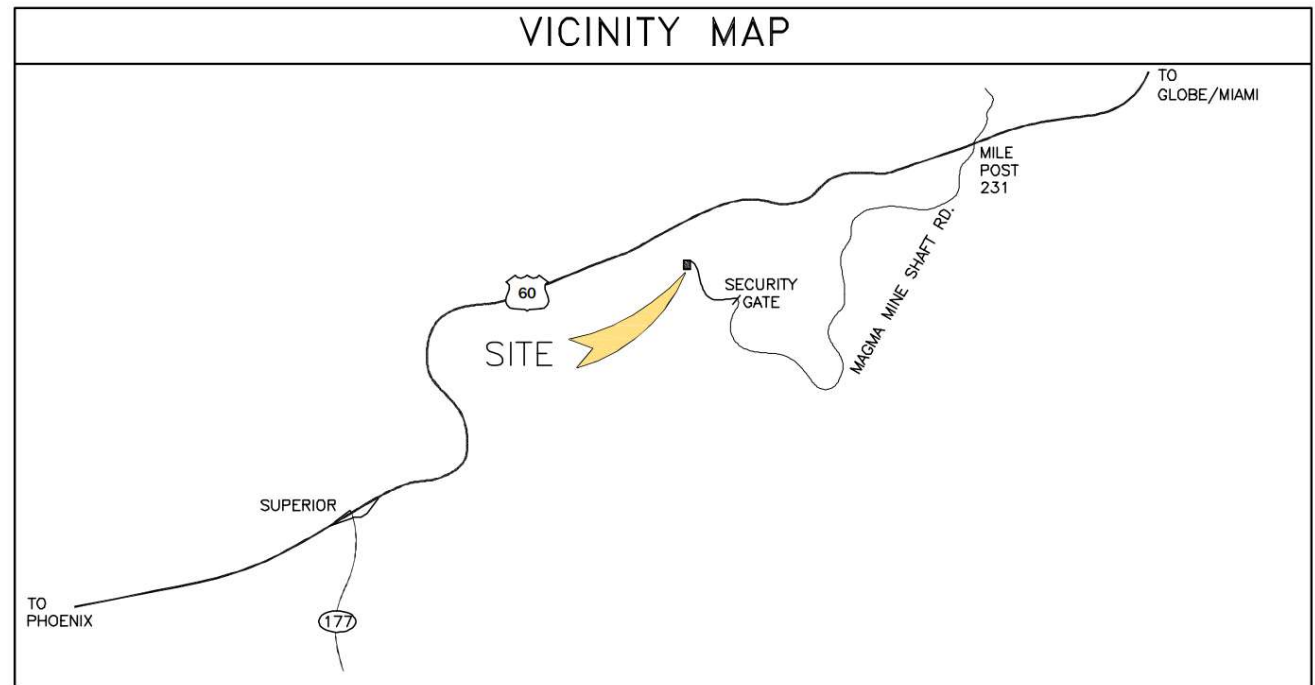 VICINITY MAP
TO
GLOBE/MIAMI
MILE
POST
231
MAGMA MINE SHAFT RD.
SECURITY
GATE
60
SITE
SUPERIOR
TO
PHOENIX
177